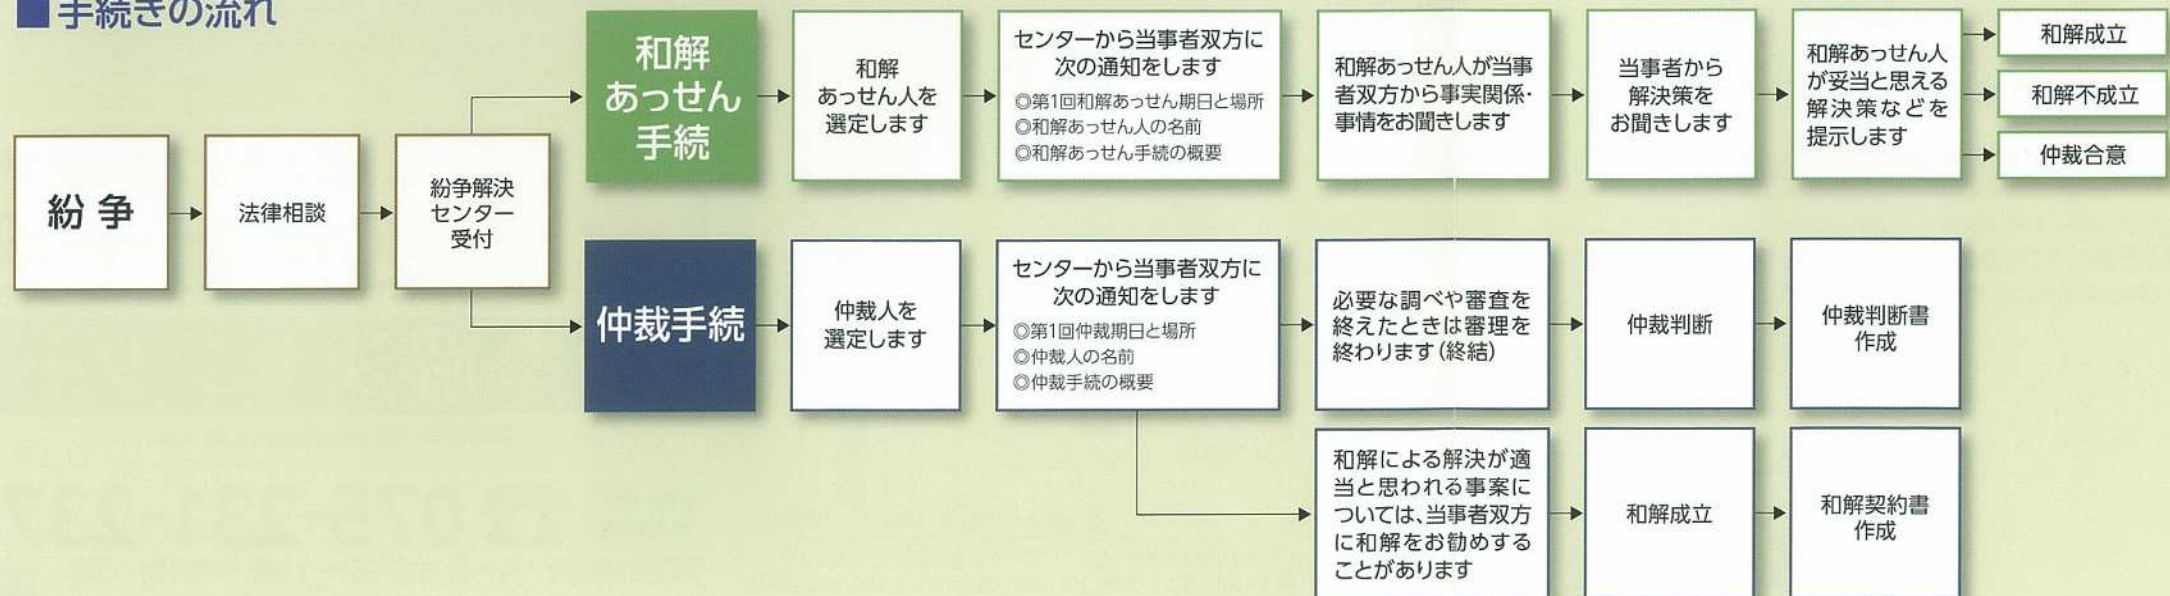 ■手続きの流れ
紛争
法律相談
紛争解決
センター
受付
和解
あっせん
手続
和解
あっせん人を
選定します
センターから当事者双方に
次の通知をします
◎第1回和解あっせん期日と場所
◎和解あっせん人の名前
◎和解あっせん手続の概要
和解あっせん人が当事
者双方から事実関係・
事情をお聞きします
当事者から
解決策を
お聞きします
和解あっせん人
が妥当と思える
解決策などを
提示します
和解成立
和解不成立
仲裁合意
仲裁手続
仲裁人を
選定します
センターから当事者双方に
次の通知をします
◎第1回仲裁期日と場所
◎仲裁人の名前
◎仲裁手続の概要
必要な調べや審査を
終えたときは審理を
終わります(終結)
仲裁判断
仲裁判断書
作成
和解による解決が適
当と思われる事案に
ついては、当事者双方
に和解をお勧めする
ことがあります
和解成立
和解契約書
作成